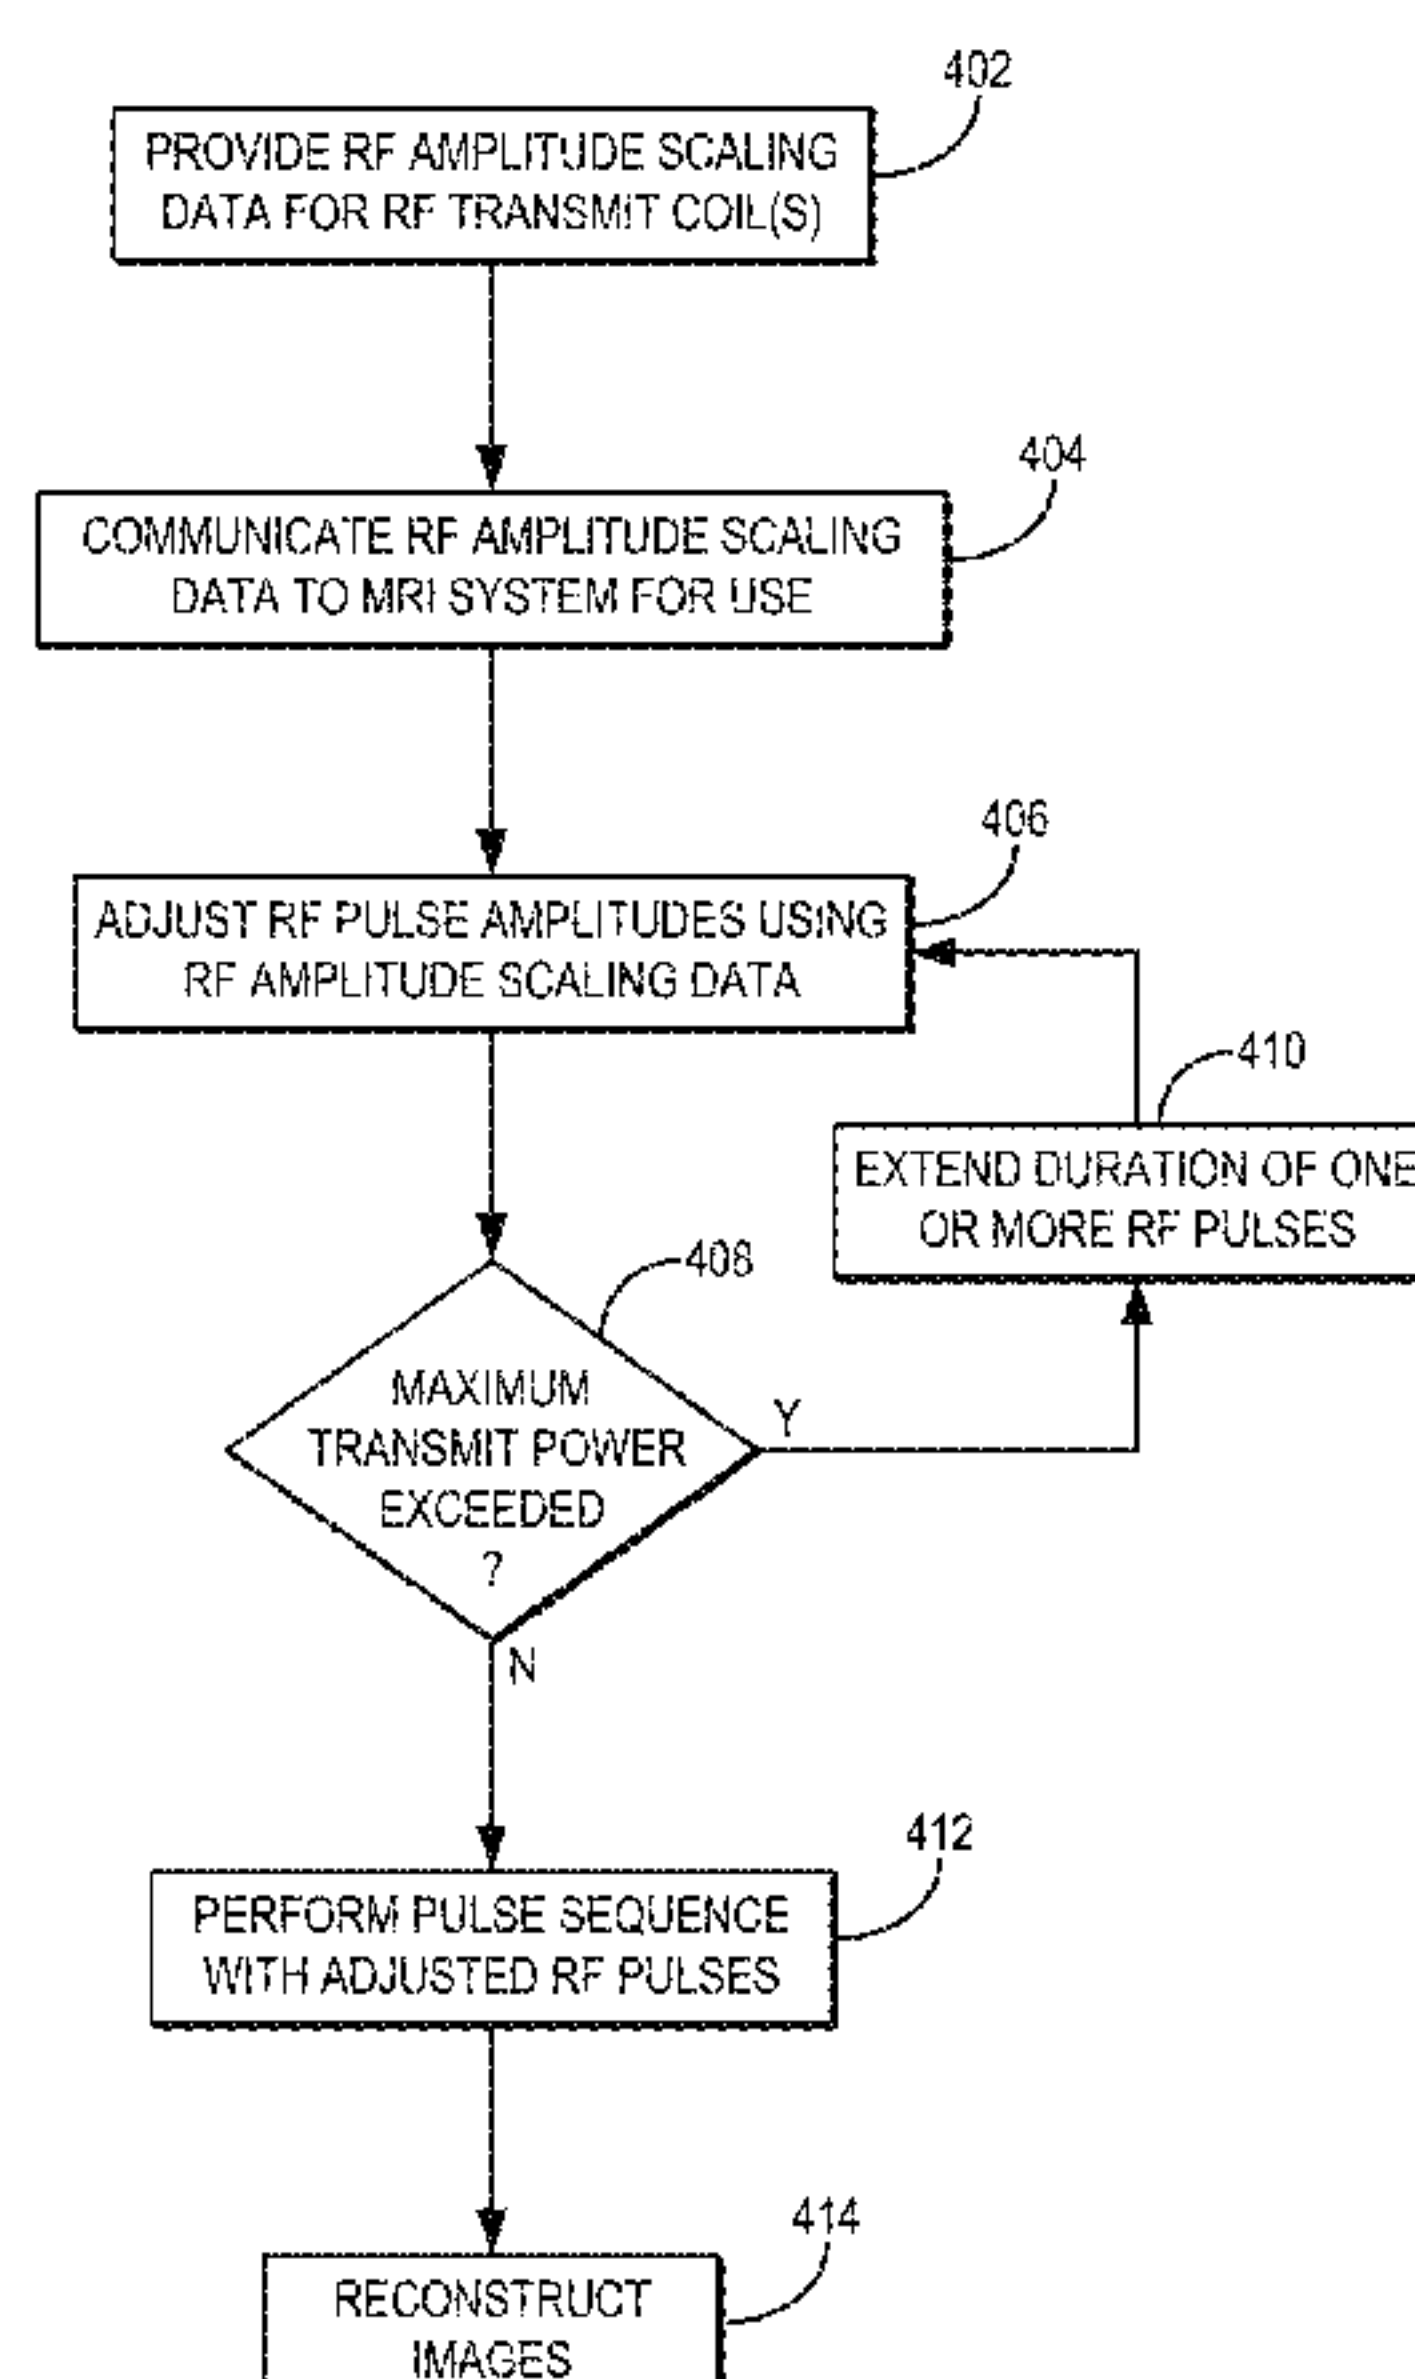 402
PROVIDE RF AMPLITUDE SCALING
DATA FOR RF TRANSMIT COIL(S)
404
COMMUNICATE RF AMPLITUDE SCALING
DATA TO MRI SYSTEM FOR USE
406
ADJUST RF PULSE AMPLITUDES USING
RF AMPLITUDE SCALING DATA
410
EXTEND DURATION OF ONE
OR MORE RF PULSES
408
MAXIMUM
TRANSMIT POWER
EXCEEDED
?
Y
N
412
PERFORM PULSE SEQUENCE
WITH ADJUSTED RF PULSES
414
RECONSTRUCT
IMAGES